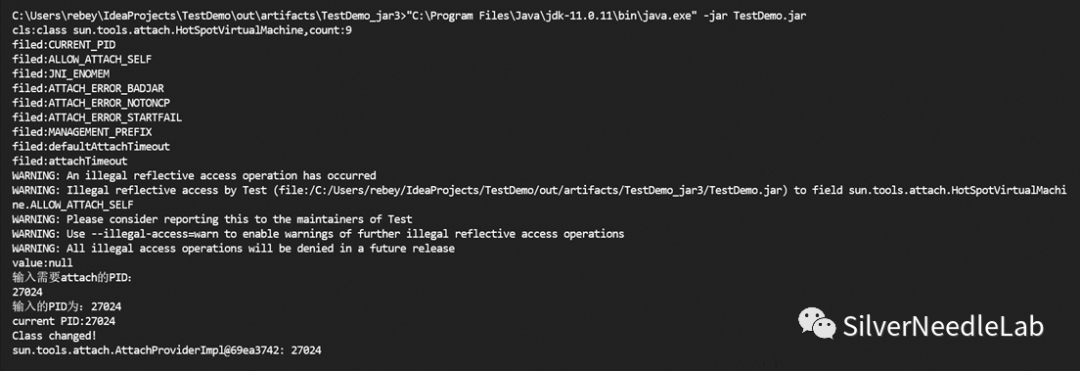 C:\Users\rebey\IdeaProjects\TestDemo\out\artifacts\TestDemo_jar3>"C:\Program Files\Java\jdk-11.0.11\bin\java.exe" -jar TestDemo.jar
cls:class sun.tools.attach.HotSpotVirtualMachine,count:9
filed:CURRENT_PID
filed:ALLOW_ATTACH_SELF
filed:JNI_ENOMEM
filed:ATTACH_ERROR_BADJAR
filed:ATTACH_ERROR_NOTONCP
filed:ATTACH_ERROR_STARTFAIL
filed:MANAGEMENT_PREFIX
filed:defaultAttachTimeout
filed:attachTimeout
WARNING: An illegal reflective access operation has occurred
WARNING: Illegal reflective access by Test (file:/C:/Users/rebey/IdeaProjects/TestDemo/out/artifacts/TestDemo_jar3/TestDemo.jar) to field sun.tools.attach.HotSpotVirtualMachi
ne.ALLOW_ATTACH_SELF
WARNING: Please consider reporting this to the maintainers of Test
WARNING: Use --illegal-access=warn to enable warnings of further illegal reflective access operations
WARNING: All illegal access operations will be denied in a future release
value:null
输入需要attach的PID:
27024
输入的PID为：27024
current PID:27024
Class changed!
sun.tools.attach.AttachProviderImpl@69ea3742: 27024
SilverNeedleLab